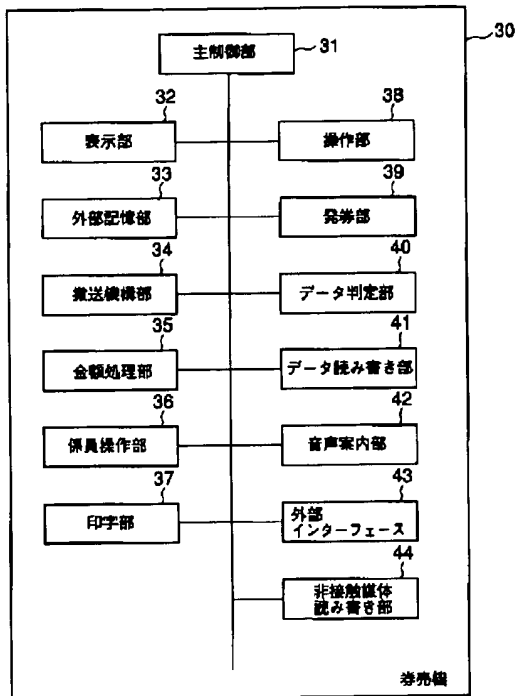 30
主制御部 31
32
表示部
38
操作部
33
外部記憶部
39
発券部
34
搬送機構部
40
データ判定部
35
金額処理部
41
データ読み書き部
36
係員操作部
42
音声案内部
37
印字部
43
外部
インターフェース
44
非接触媒体
読み書き部
券売機